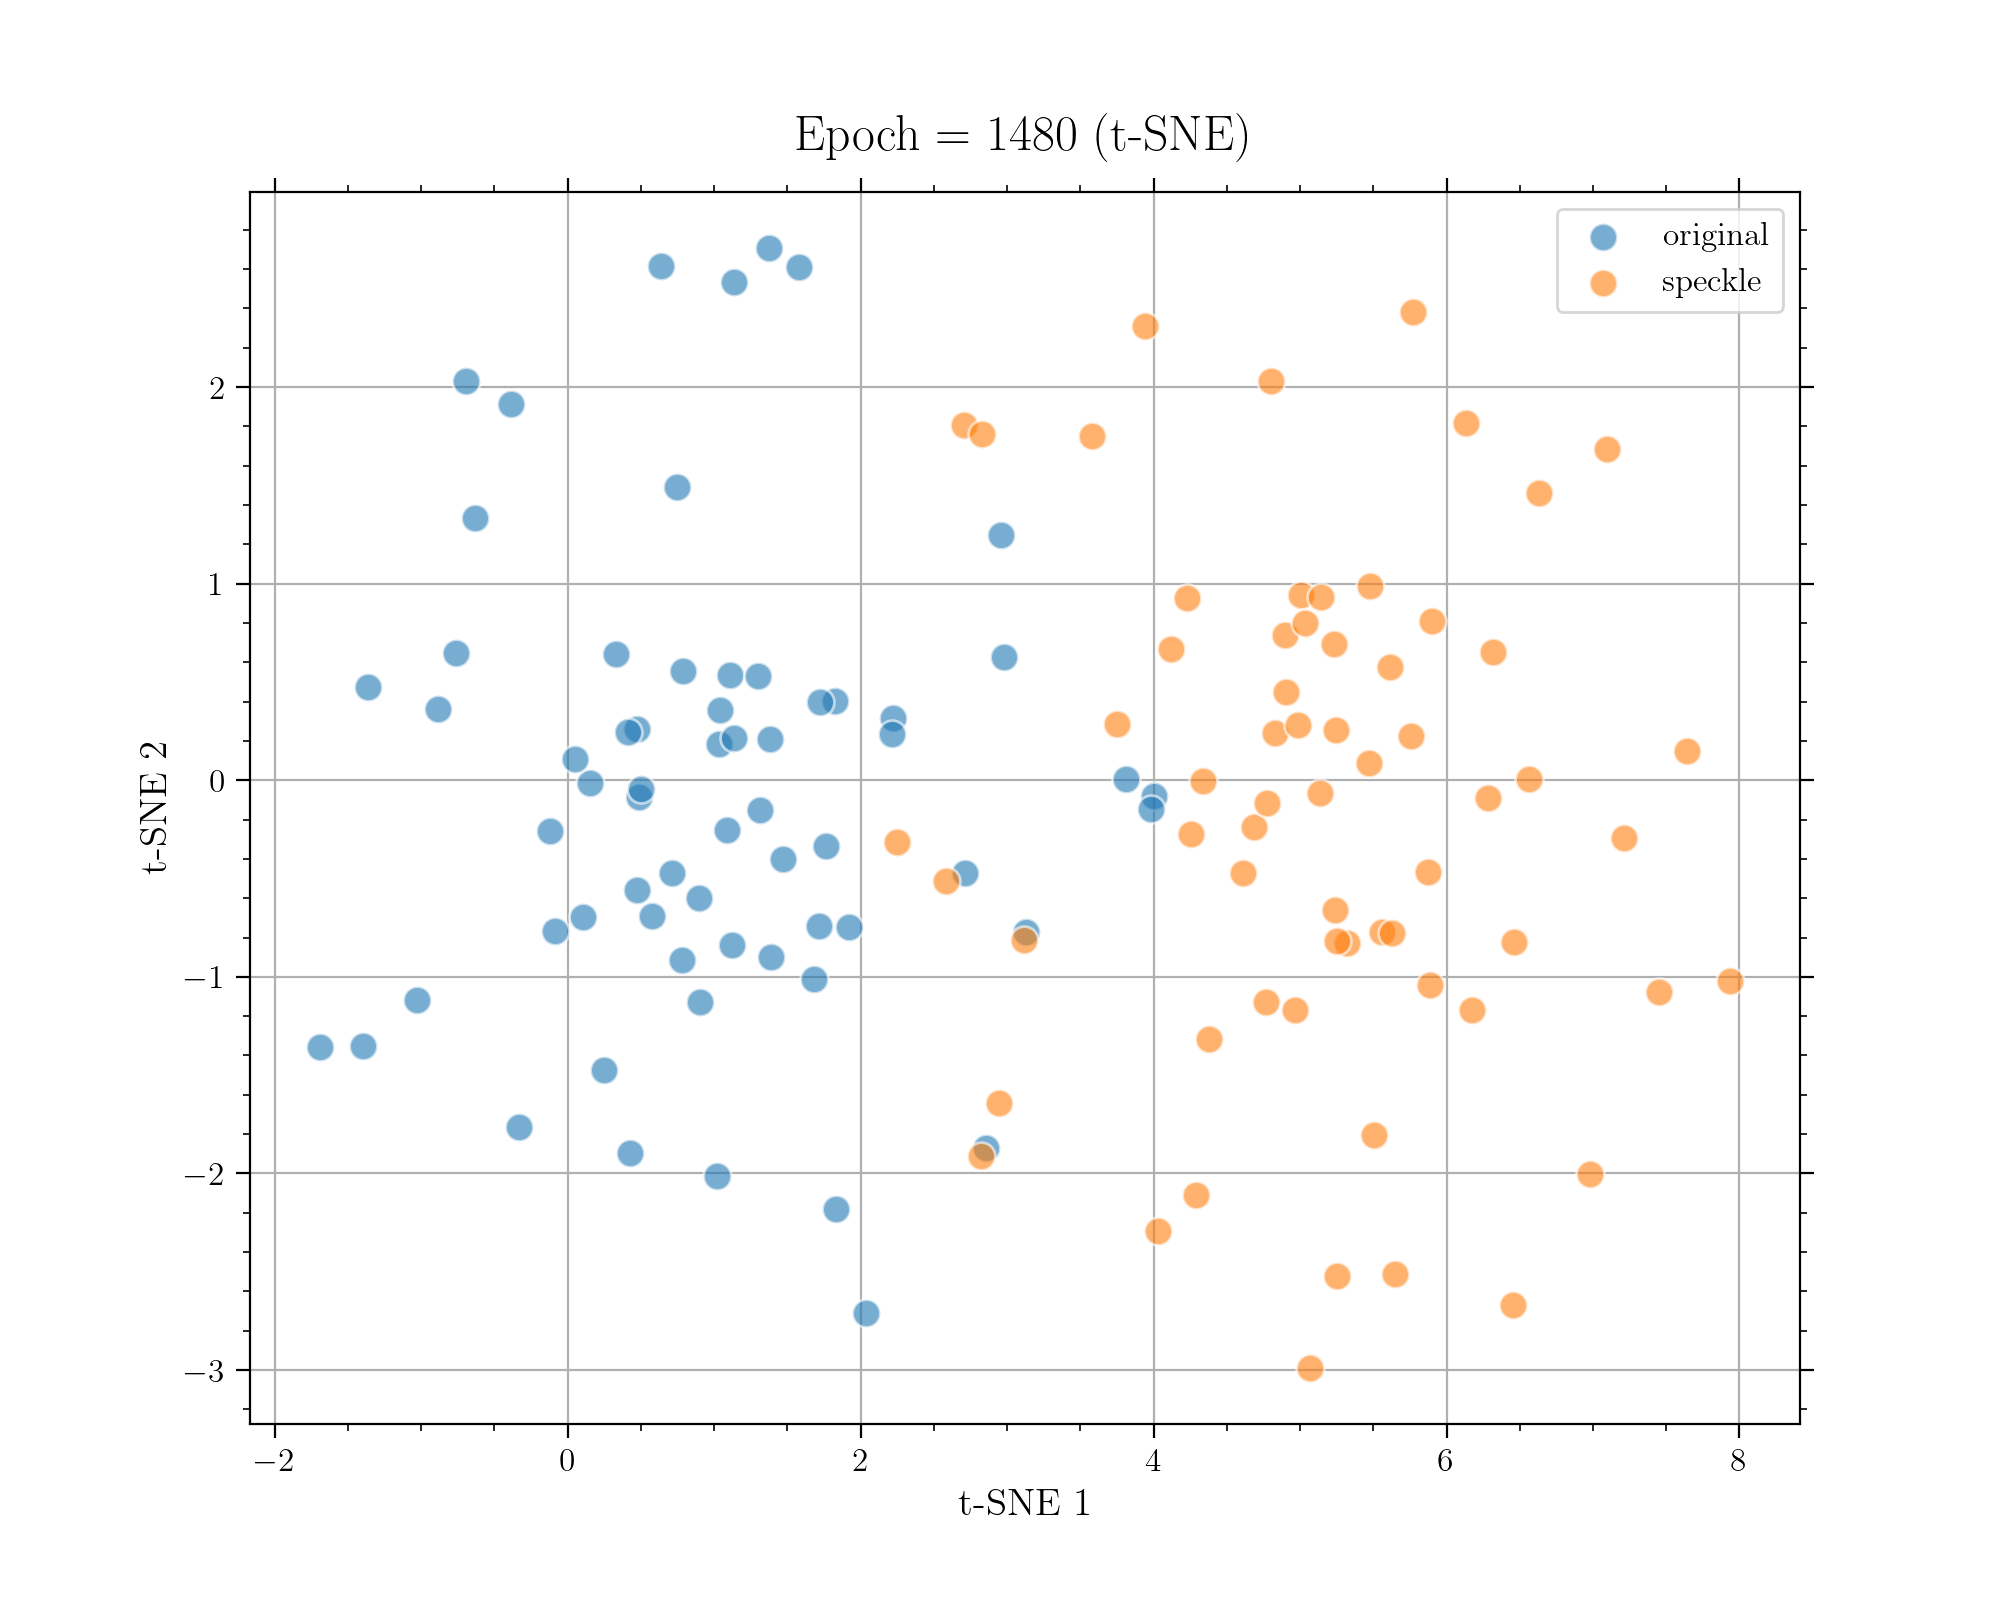 Epoch = 1480 (t-SNE)
original
speckle
2
1
0
−1
−2
−3
t-SNE 2
−2 0 2 4 6 8
t-SNE 1